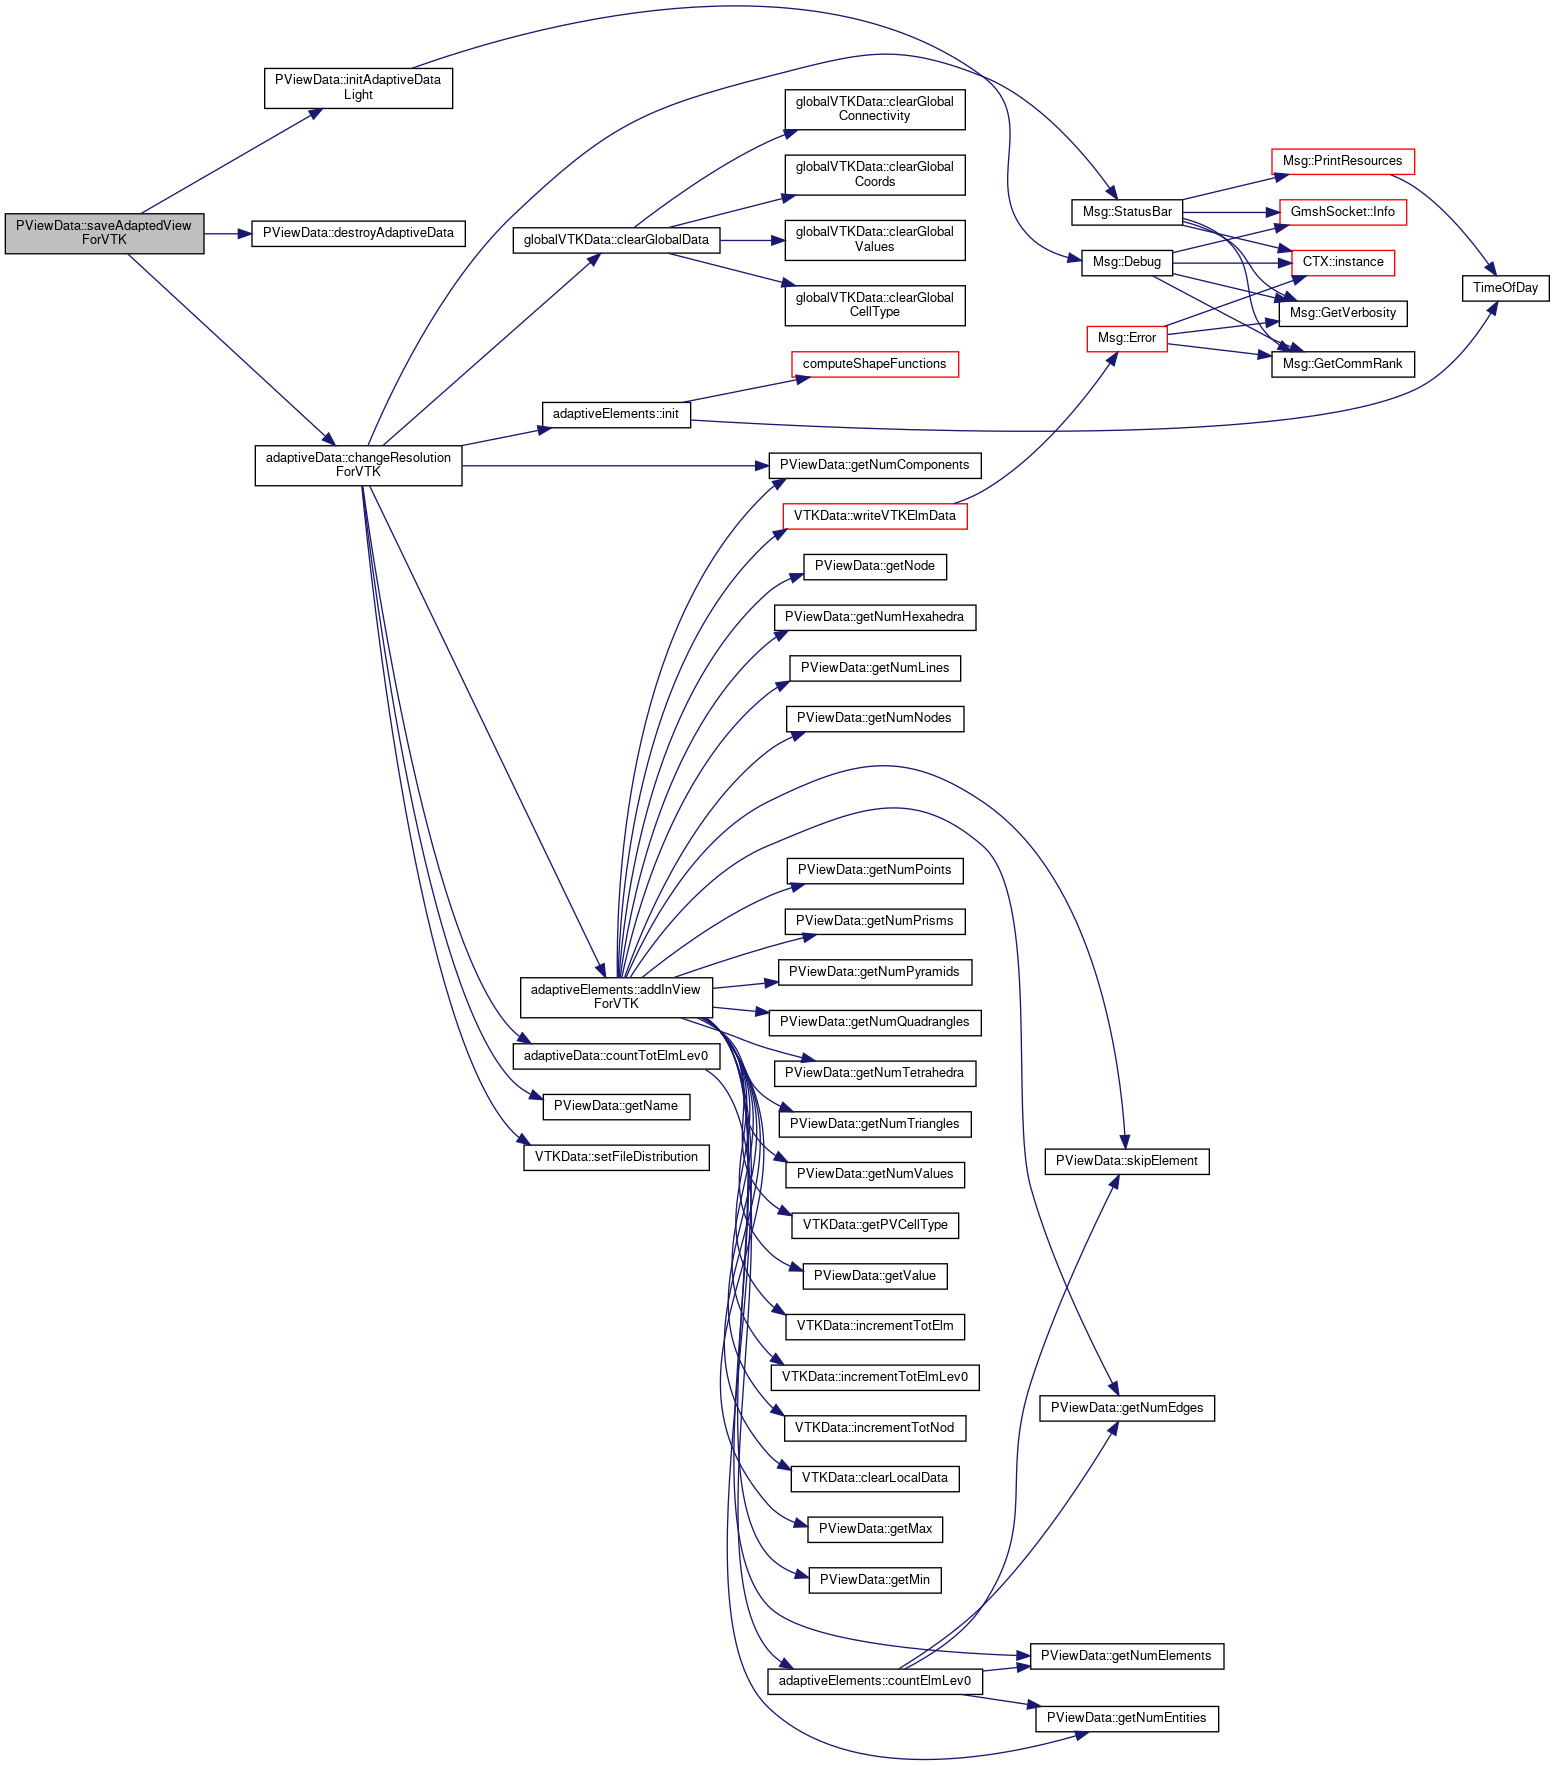 PViewData::saveAdaptedView
ForVTK
PViewData::initAdaptiveData
Light
PViewData::destroyAdaptiveData
adaptiveData::changeResolution
ForVTK
globalVTKData::clearGlobalData
adaptiveElements::init
adaptiveElements::addInView
ForVTK
adaptiveData::countTotElmLev0
PViewData::getName
VTKData::setFileDistribution
globalVTKData::clearGlobal
Connectivity
globalVTKData::clearGlobal
Coords
globalVTKData::clearGlobal
Values
globalVTKData::clearGlobal
CellType
computeShapeFunctions
PViewData::getNumComponents
VTKData::writeVTKElmData
PViewData::getNode
PViewData::getNumHexahedra
PViewData::getNumLines
PViewData::getNumNodes
PViewData::getNumPoints
PViewData::getNumPrisms
PViewData::getNumPyramids
PViewData::getNumQuadrangles
PViewData::getNumTetrahedra
PViewData::getNumTriangles
PViewData::getNumValues
VTKData::getPVCellType
PViewData::getValue
VTKData::incrementTotElm
VTKData::incrementTotElmLev0
VTKData::incrementTotNod
VTKData::clearLocalData
PViewData::getMax
PViewData::getMin
adaptiveElements::countElmLev0
Msg::StatusBar
Msg::Debug
Msg::Error
PViewData::skipElement
PViewData::getNumEdges
PViewData::getNumElements
PViewData::getNumEntities
Msg::PrintResources
GmshSocket::Info
CTX::instance
Msg::GetVerbosity
Msg::GetCommRank
TimeOfDay